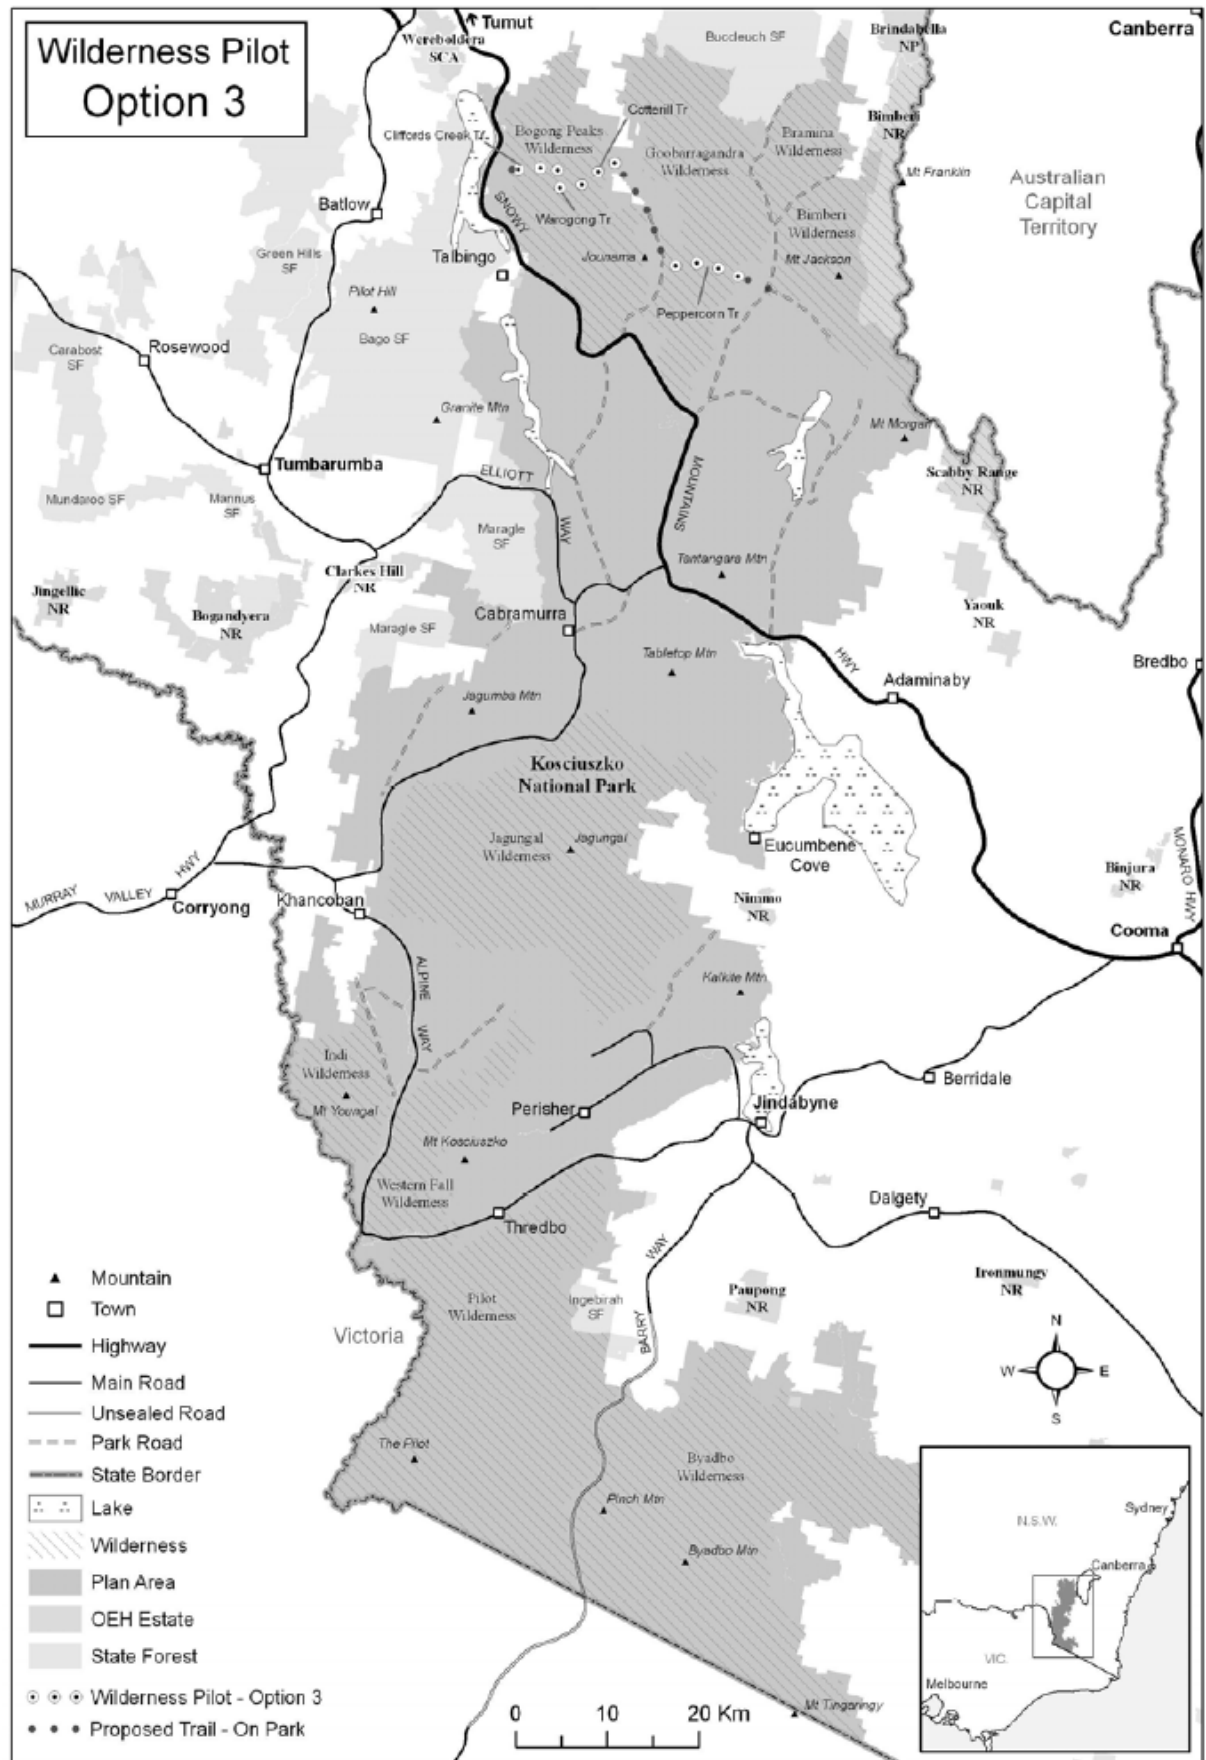 Wilderness Pilot
Option 3
Tumut
Canberra
Wereboldera
SCA
Buccleuch SF
Brindabella
NP
Cotterill Tr
Cliffords Creek Tr
Bogong Peaks
Wilderness
Goobarragandra
Wilderness
Bramina
Wilderness
Bimberi
NR
Mt Franklin
Australian
Capital
Territory
Batlow
SNOWY
Warogong Tr
Bimberi
Wilderness
Green Hills
SF
Talbingo
Jounama
Mt Jackson
Pilot Hill
Peppercorn Tr
Carabost
SF
Rosewood
Bago SF
Granite Mtn
Mt Morgan
Tumbarumba
ELLIOTT
WAY
MOUNTAINS
Scabby Range
NR
Mundaroo SF
Mannus
SF
Maragle
SF
Tantangara Mtn
Clarkes Hill
NR
Jingellic
NR
Bogandyera
NR
Maragle SF
Cabramurra
Yaouk
NR
Tabletop Mtn
HWY
Bredbo
Adaminaby
Jagumba Mtn
Kosciuszko
National Park
Jagungal
Wilderness
Jagungal
Eucumbene
Cove
MURRAY
VALLEY
HWY
Corryong
Khancoban
Nimmo
NR
Binjura
NR
MONARO HWY
Cooma
ALPINE
WAY
Kalkite Mtn
Indi
Wilderness
Mt Youngal
Perisher
Jindabyne
Berridale
Mt Kosciuszko
Western Fall
Wilderness
Thredbo
Dalgety
WAY
BARRY
Pilot
Wilderness
Ingebirah
SF
Paupong
NR
Ironmungy
NR
Victoria
N
W
E
S
The Pilot
Byadbo
Wilderness
Pinch Mtn
Byadbo Mtn
Mt Tingaringy
Mountain
Town
Highway
Main Road
Unsealed Road
Park Road
State Border
Lake
Wilderness
Plan Area
OEH Estate
State Forest
Wilderness Pilot - Option 3
Proposed Trail - On Park
0 10 20 Km
N.S.W.
Sydney
Canberra
VIC.
Melbourne